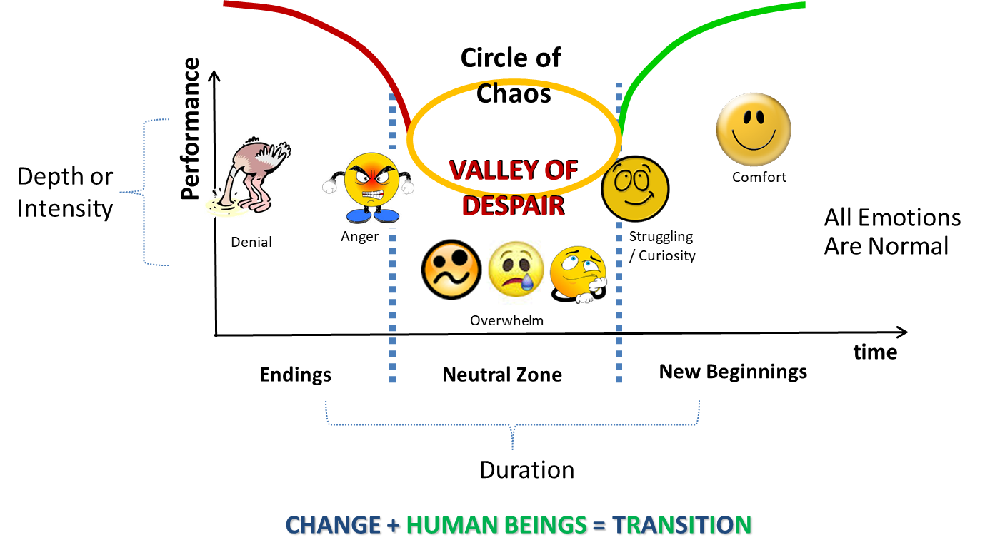 Circle of
Chaos
Performance
Depth or
Intensity
VALLEY OF
DESPAIR
Denial
Anger
Overwhelm
Struggling
/ Curiosity
Comfort
All Emotions
Are Normal
time
Endings
Neutral Zone
New Beginnings
Duration
CHANGE + HUMAN BEINGS = TRANSITION